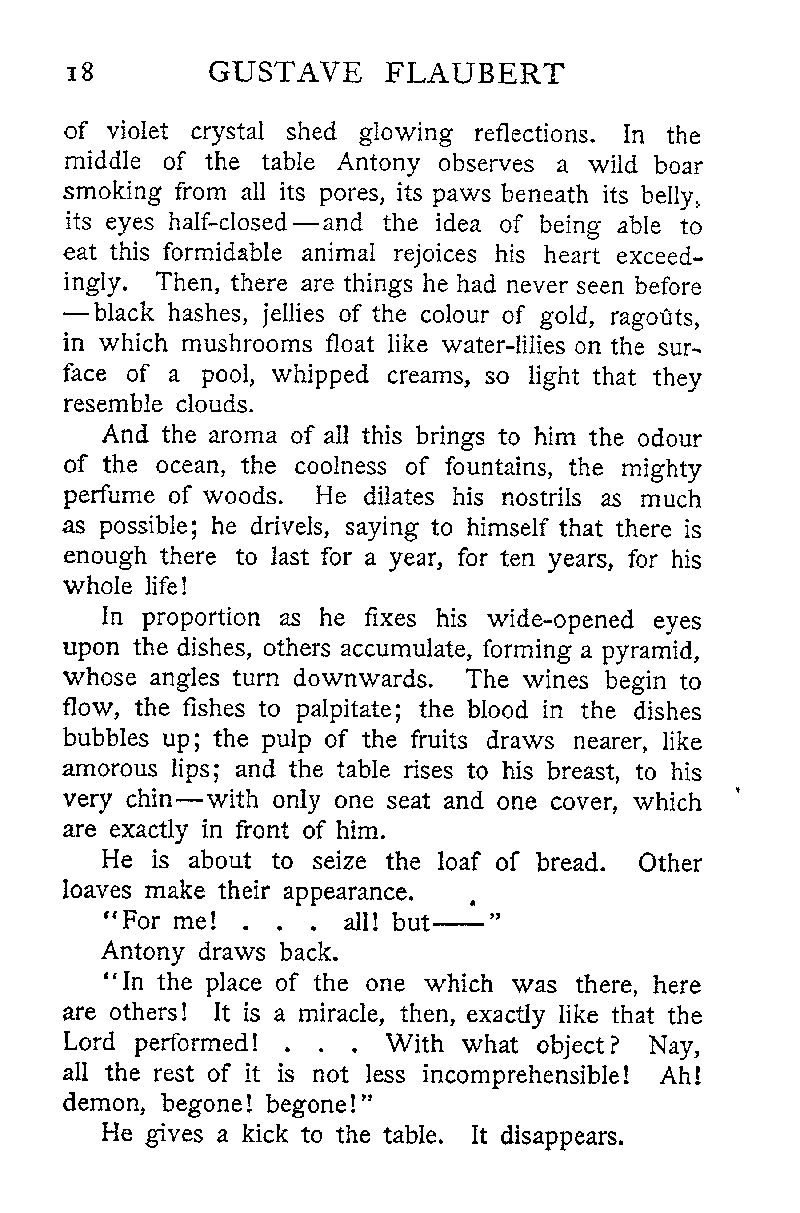 18 GUSTAVE FLAUBERT
of violet crystal shed glowing reflections. In the
middle of the table Antony observes a wild boar
smoking from all its pores, its paws beneath its belly,
its eyes half-closed—and the idea of being able to
eat this formidable animal rejoices his heart exceed-
ingly. Then, there are things he had never seen before
—black hashes, jellies of the colour of gold, ragoûts,
in which mushrooms float like water-lilies on the sur-
face of a pool, whipped creams, so light that they
resemble clouds.
And the aroma of all this brings to him the odour
of the ocean, the coolness of fountains, the mighty
perfume of woods. He dilates his nostrils as much
as possible; he drivels, saying to himself that there is
enough there to last for a year, for ten years, for his
whole life!
In proportion as he fixes his wide-opened eyes
upon the dishes, others accumulate, forming a pyramid,
whose angles turn downwards. The wines begin to
flow, the fishes to palpitate; the blood in the dishes
bubbles up; the pulp of the fruits draws nearer, like
amorous lips; and the table rises to his breast, to his
very chin—with only one seat and one cover, which
are exactly in front of him.
He is about to seize the loaf of bread. Other
loaves make their appearance.
"For me! . . . all! but——"
Antony draws back.
"In the place of the one which was there, here
are others! It is a miracle, then, exactly like that the
Lord performed! . . . With what object? Nay,
all the rest of it is not less incomprehensible! Ah!
demon, begone! begone!"
He gives a kick to the table. It disappears.